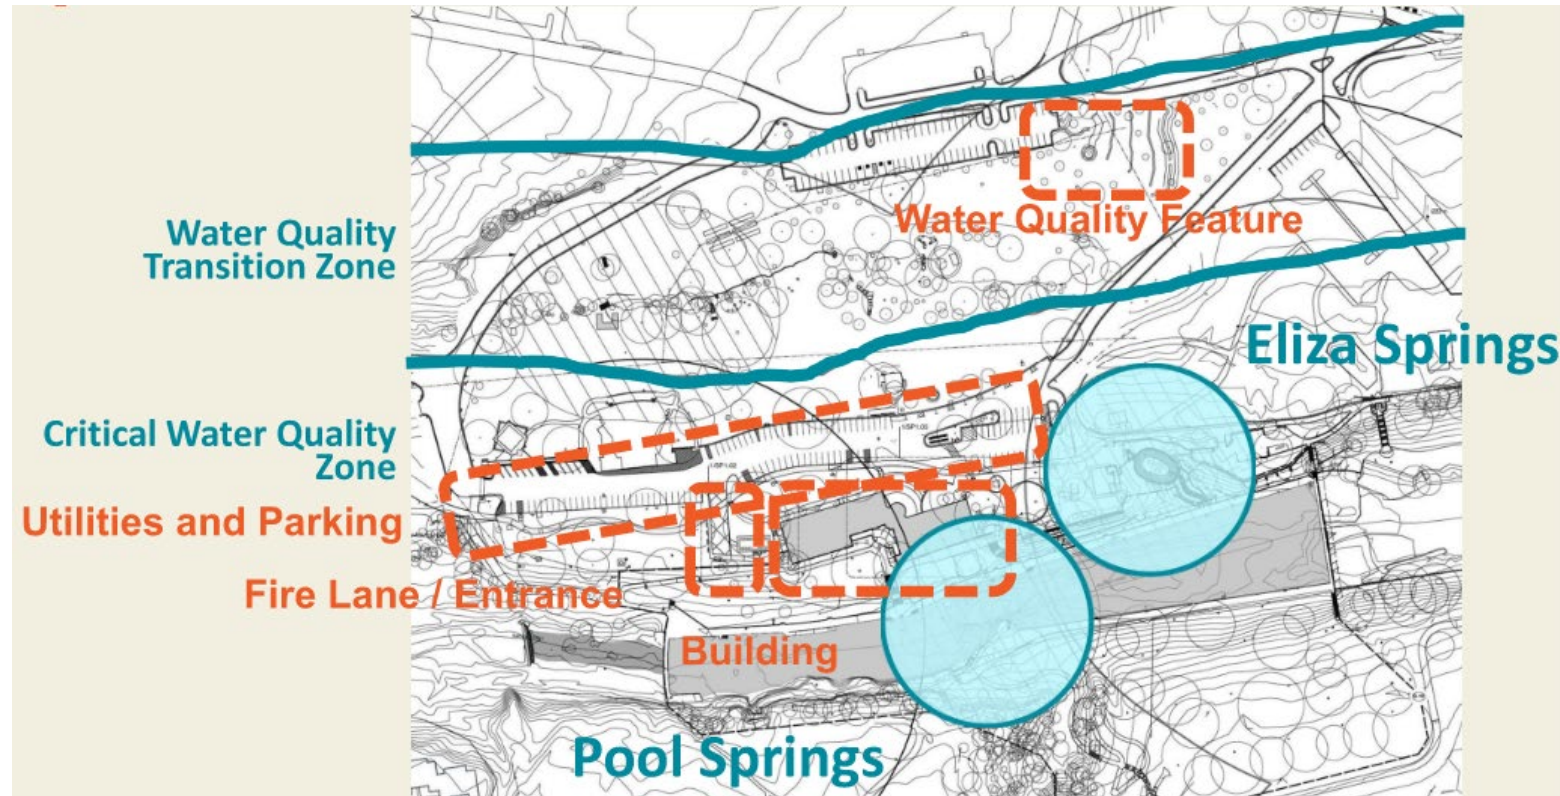 Water Quality Feature
Water Quality
Transition Zone
Eliza Springs
Critical Water Quality
Zone
Utilities and Parking
Fire Lane / Entrance
Building
Pool Springs